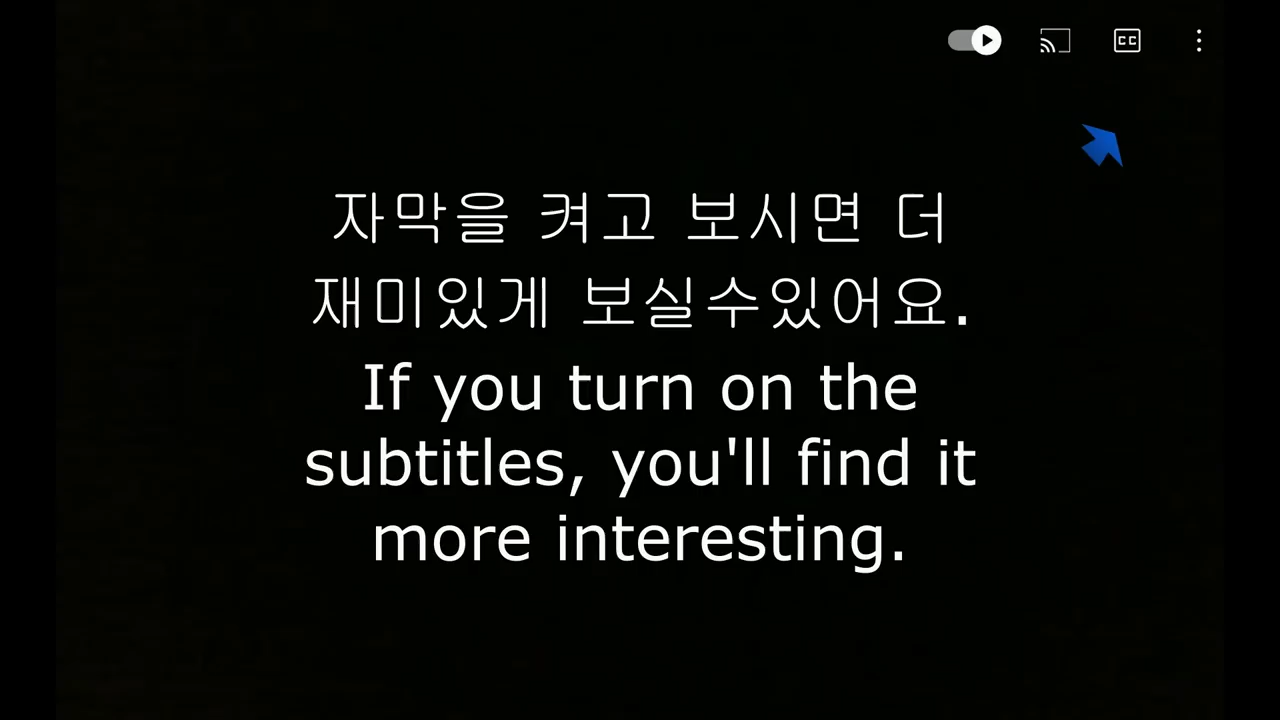 CC
자막을 켜고 보시면 더
재미있게 보실수있어요.
If you turn on the
subtitles, you'll find it
more interesting.